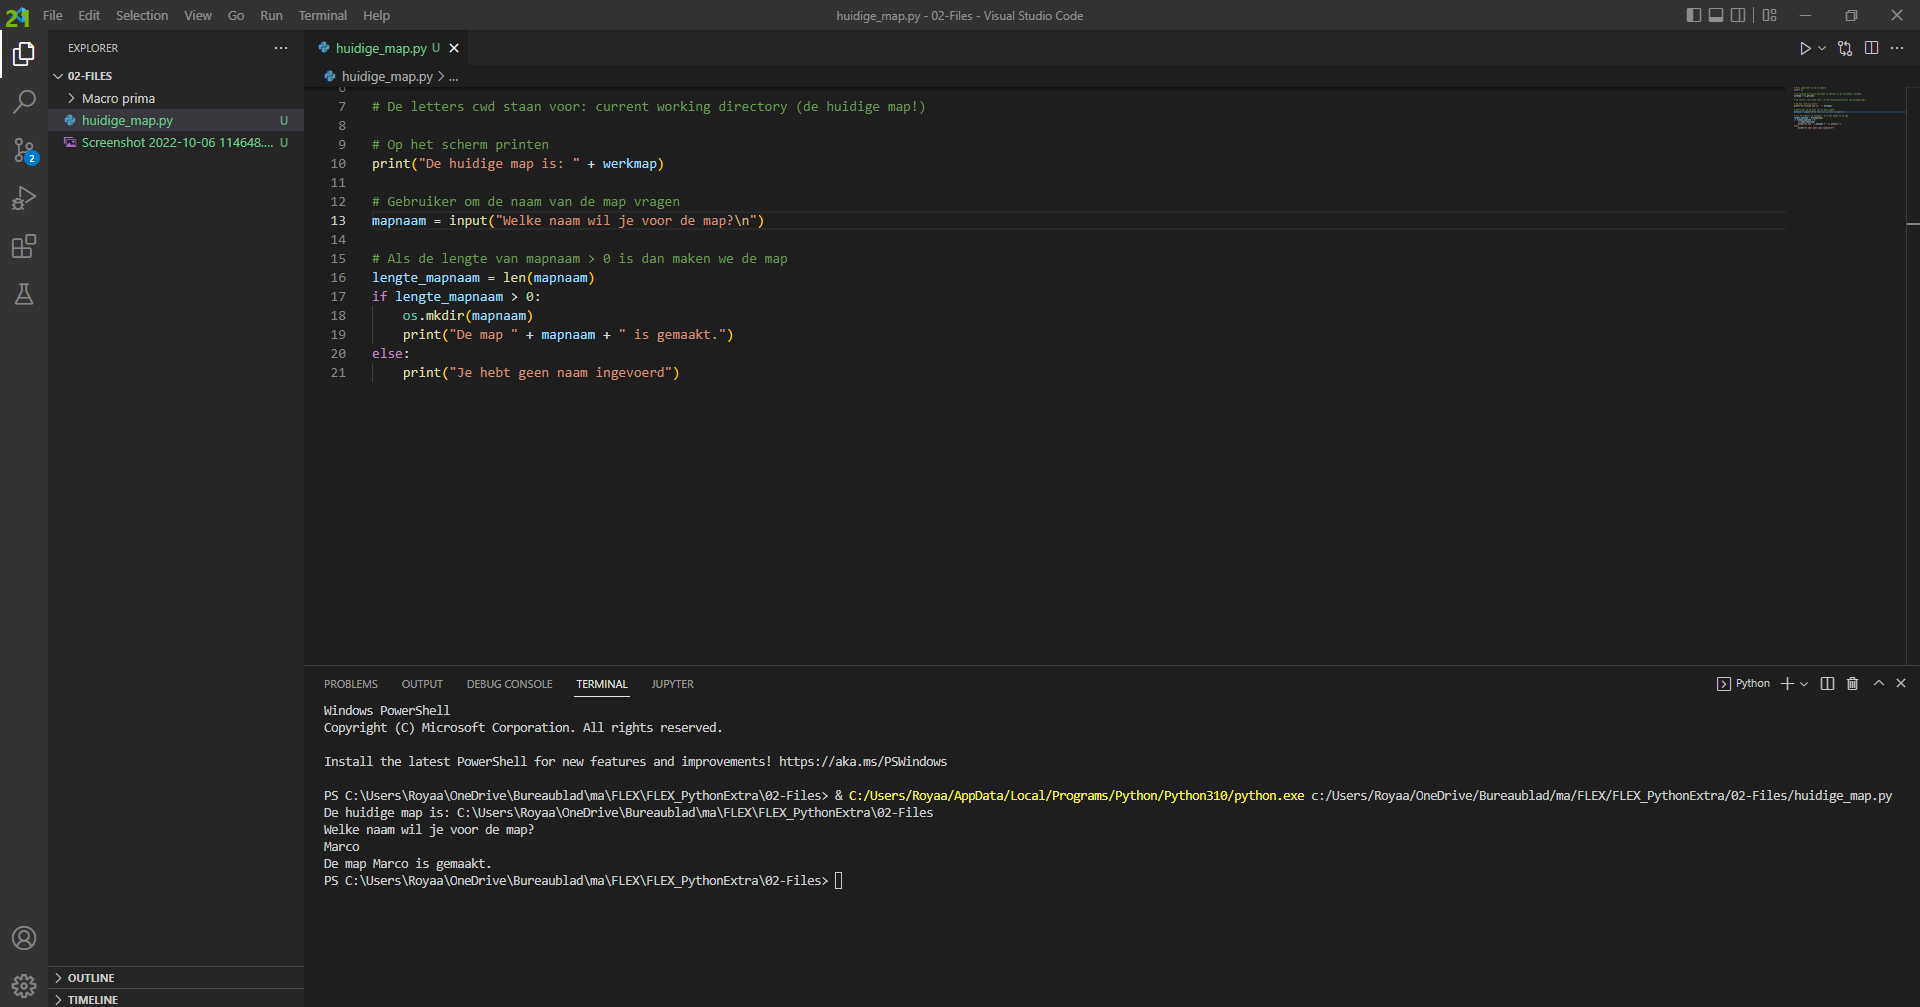 21
File Edit Selection View Go Run Terminal Help
huidige_map.py - 02-Files - Visual Studio Code
EXPLORER
02-FILES
Macro prima
huidige_map.py U
Screenshot 2022-10-06 114648.... U
2
OUTLINE
TIMELINE
huidige_map.py U
huidige_map.py > ...
6
7 # De letters cwd staan voor: current working directory (de huidige map!)
8
9 # Op het scherm printen
10 print("De huidige map is: " + werkmap)
11
12 # Gebruiker om de naam van de map vragen
13 mapnaam = input("Welke naam wil je voor de map?\n")
14
15 # Als de lengte van mapnaam > 0 is dan maken we de map
16 lengte_mapnaam = len(mapnaam)
17 if lengte_mapnaam > 0:
18 os.mkdir(mapnaam)
19 print("De map " + mapnaam + " is gemaakt.")
20 else:
21 print("Je hebt geen naam ingevoerd")
PROBLEMS OUTPUT DEBUG CONSOLE TERMINAL JUPYTER
Python
Windows PowerShell
Copyright (C) Microsoft Corporation. All rights reserved.
Install the latest PowerShell for new features and improvements! https://aka.ms/PSWindows
PS C:\Users\Royaa\OneDrive\Bureaublad\ma\FLEX\FLEX_PythonExtra\02-Files> & C:/Users/Royaa/AppData/Local/Programs/Python/Python310/python.exe c:/Users/Royaa/OneDrive/Bureaublad/ma/FLEX/FLEX_PythonExtra/02-Files/huidige_map.py
De huidige map is: C:\Users\Royaa\OneDrive\Bureaublad\ma\FLEX\FLEX_PythonExtra\02-Files
Welke naam wil je voor de map?
Marco
De map Marco is gemaakt.
PS C:\Users\Royaa\OneDrive\Bureaublad\ma\FLEX\FLEX_PythonExtra\02-Files>